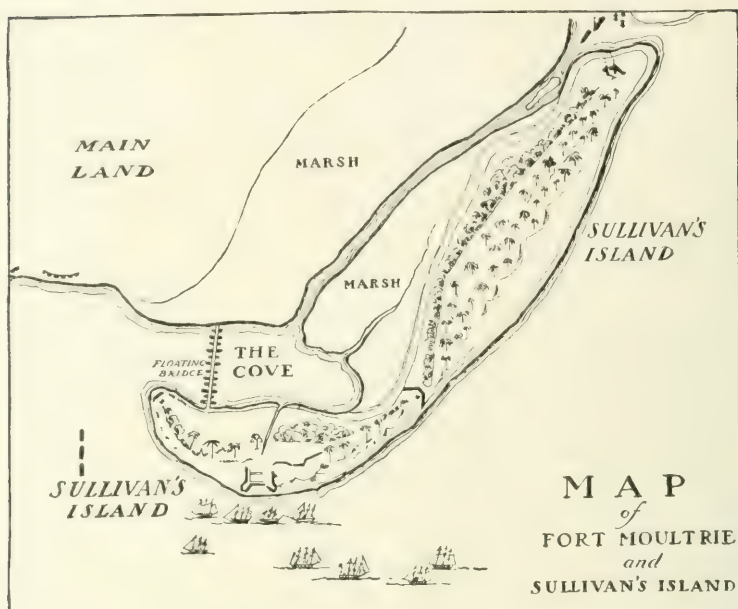 MAIN
LAND
MARSH
SULLIVAN'S
ISLAND
MARSH
THE
COVE
FLOATING
BRIDGE
SULLIVAN'S
ISLAND
MAP
of
FORT MOULTRIE
and
SULLIVAN'S ISLAND